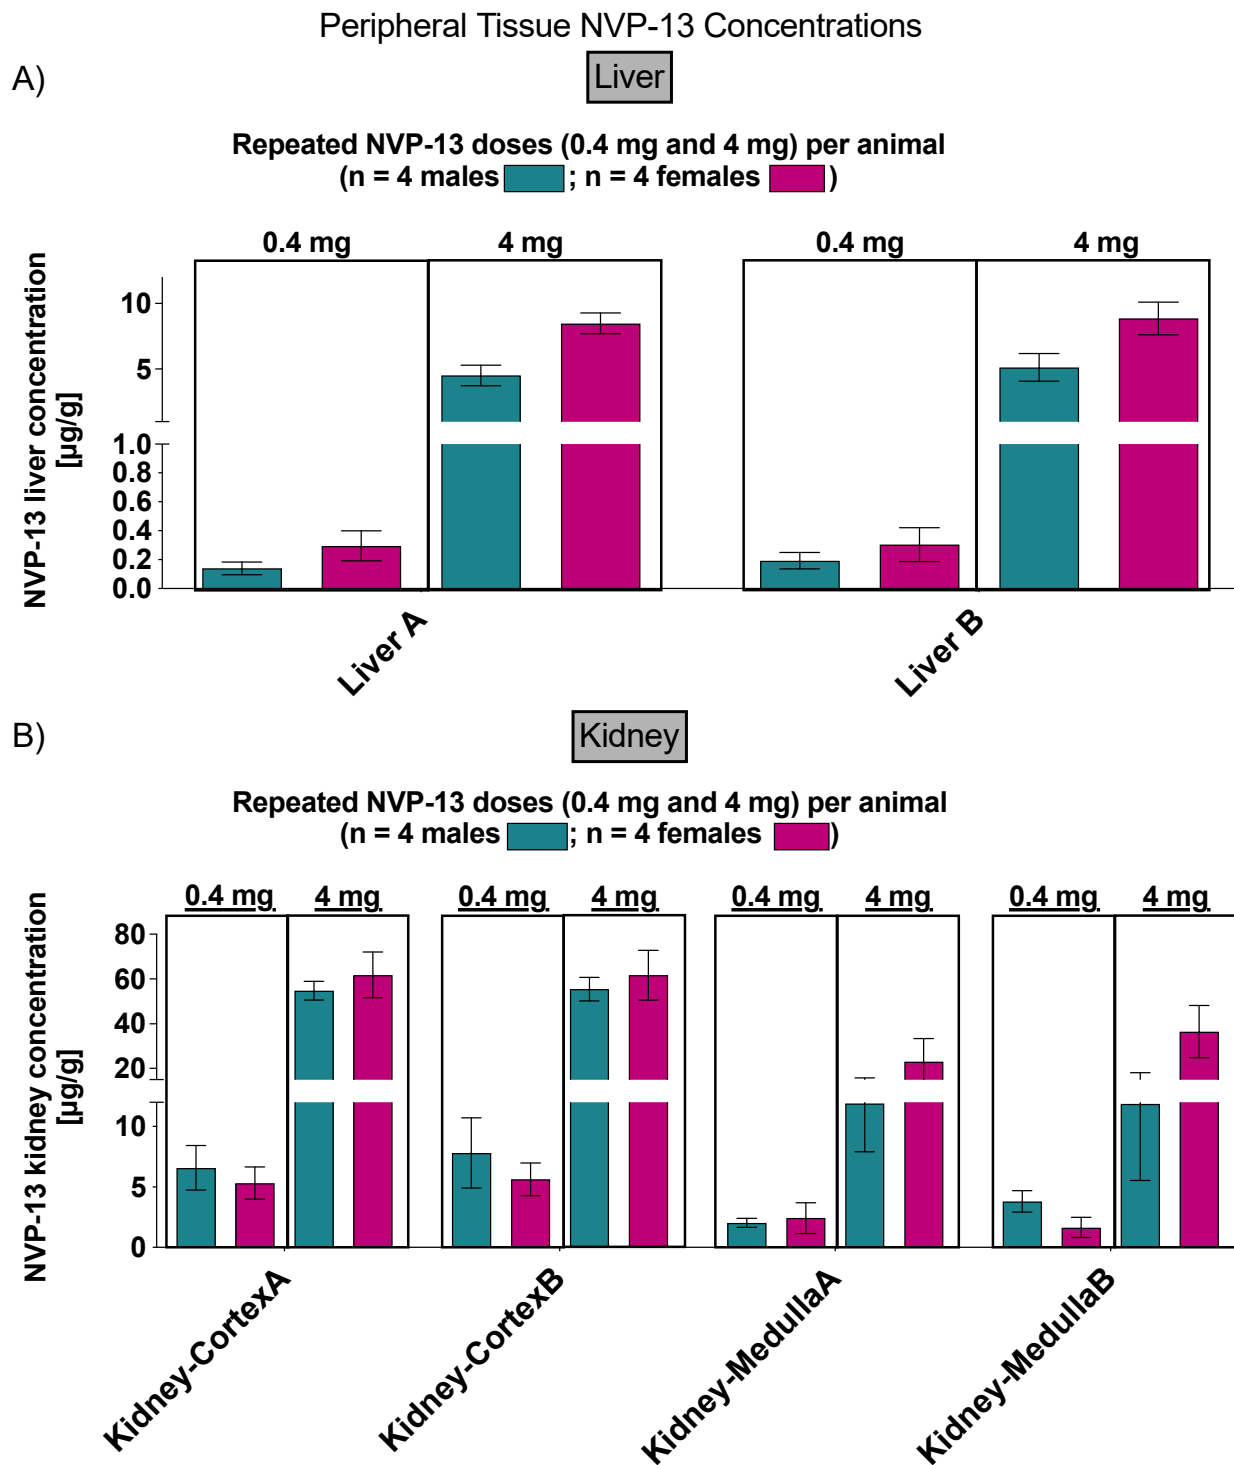 Peripheral Tissue NVP-13 Concentrations
A)
Liver
Repeated NVP-13 doses (0.4 mg and 4 mg) per animal
(n = 4 males ; n = 4 females )
0.4 mg 4 mg 0.4 mg 4 mg
NVP-13 liver concentration
[µg/g]
10
5
1.0
0.8
0.6
0.4
0.2
0.0
Liver A
Liver B
B)
Kidney
Repeated NVP-13 doses (0.4 mg and 4 mg) per animal
(n = 4 males ; n = 4 females )
0.4 mg 4 mg 0.4 mg 4 mg 0.4 mg 4 mg 0.4 mg 4 mg
NVP-13 kidney concentration
[µg/g]
80
60
40
20
10
5
0
Kidney-CortexA
Kidney-CortexB
Kidney-MedullaA
Kidney-MedullaB